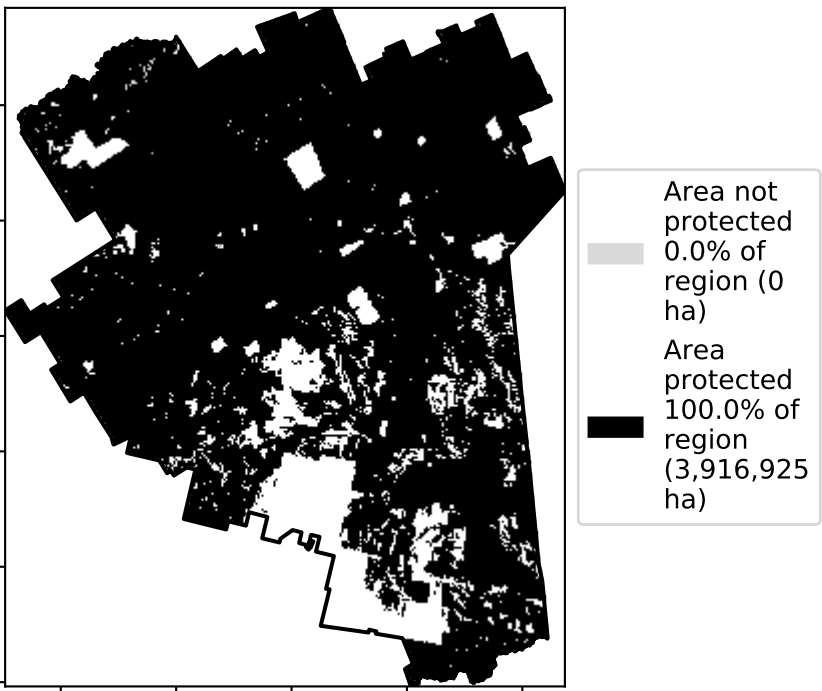 Area not
protected
0.0% of
region (0
ha)
Area
protected
100.0% of
region
(3,916,925
ha)